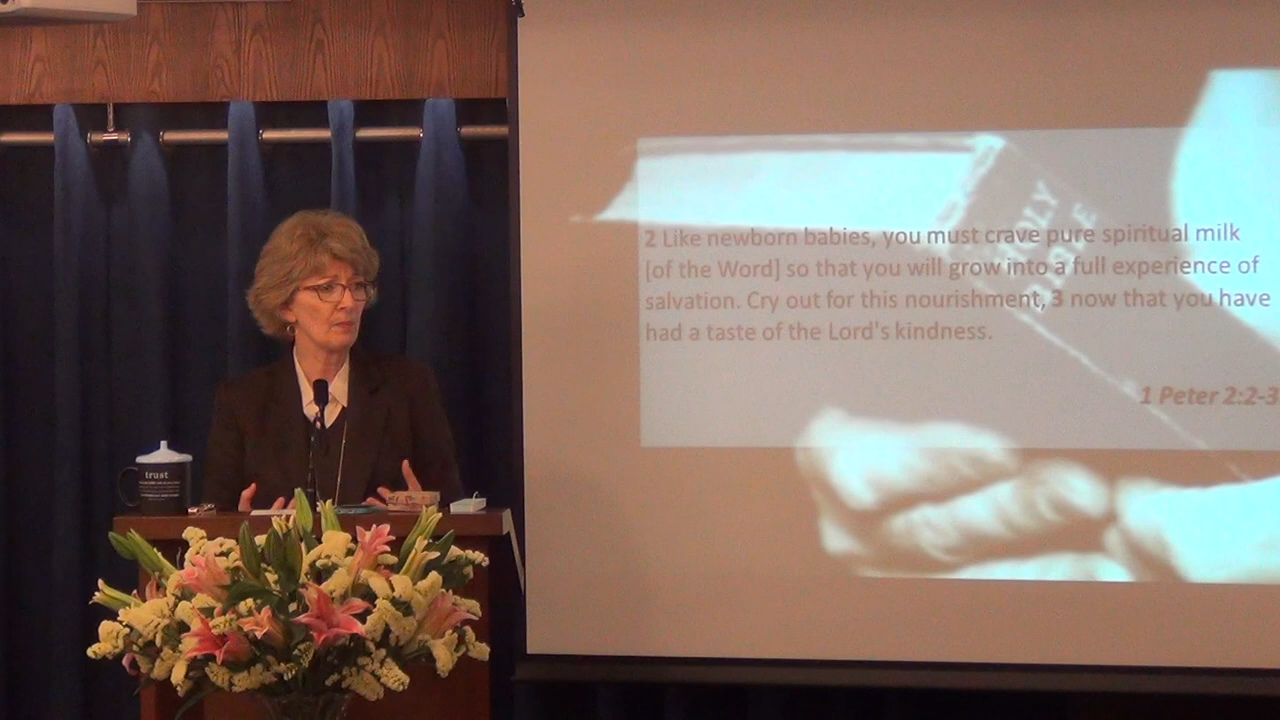 2 Like newborn babies, you must crave pure spiritual milk
[of the Word] so that you will grow into a full experience of
salvation. Cry out for this nourishment, 3 now that you have
had a taste of the Lord's kindness.
1 Peter 2:2-3
HOLY
trust